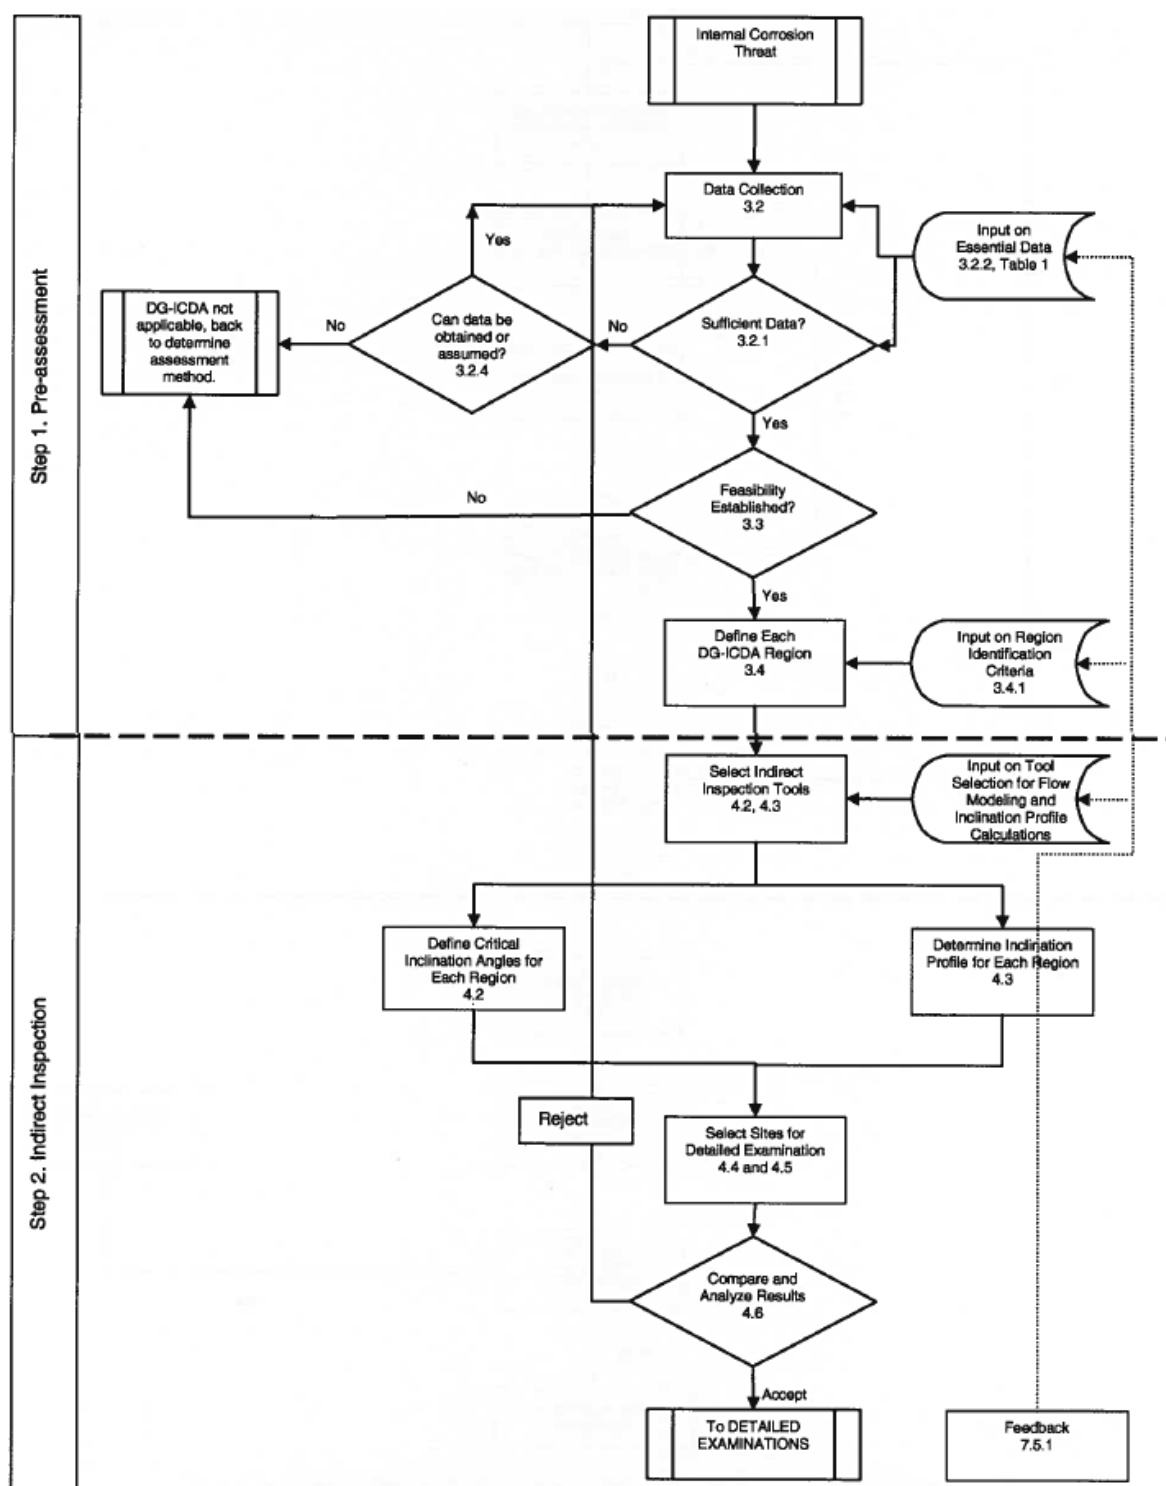 Internal Corrosion
Threat
Data Collection
3.2
Input on
Essential Data
3.2.2, Table 1
Yes
DG-ICDA not
applicable, back
to determine
assessment
method.
No
Can data be
obtained or
assumed?
3.2.4
No
Sufficient Data?
3.2.1
Yes
Step 1. Pre-assessment
No
Feasibility
Established?
3.3
Yes
Define Each
DG-ICDA Region
3.4
Input on Region
Identification
Criteria
3.4.1
Select Indirect
Inspection Tools
4.2, 4.3
Input on Tool
Selection for Flow
Modeling and
Inclination Profile
Calculations
Define Critical
Inclination Angles for
Each Region
4.2
Determine Inclination
Profile for Each Region
4.3
Step 2. Indirect Inspection
Reject
Select Sites for
Detailed Examination
4.4 and 4.5
Compare and
Analyze Results
4.6
Accept
To DETAILED
EXAMINATIONS
Feedback
7.5.1